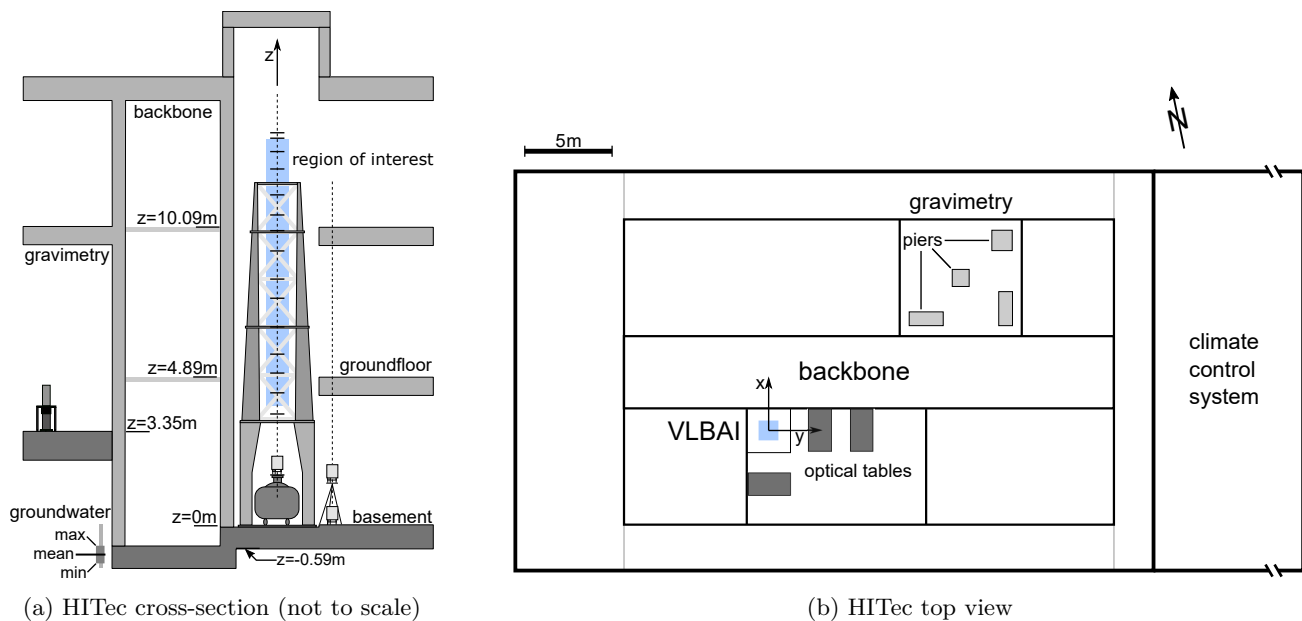 z
backbone
region of interest
z=10.09m
gravimetry
groundfloor
z=4.89m
z=3.35m
groundwater
z=0m
basement
max
mean
min
z=-0.59m
(a) HITec cross-section (not to scale)
N
5m
gravimetry
piers
climate
control
system
backbone
x
VLBAI
y
optical tables
(b) HITec top view